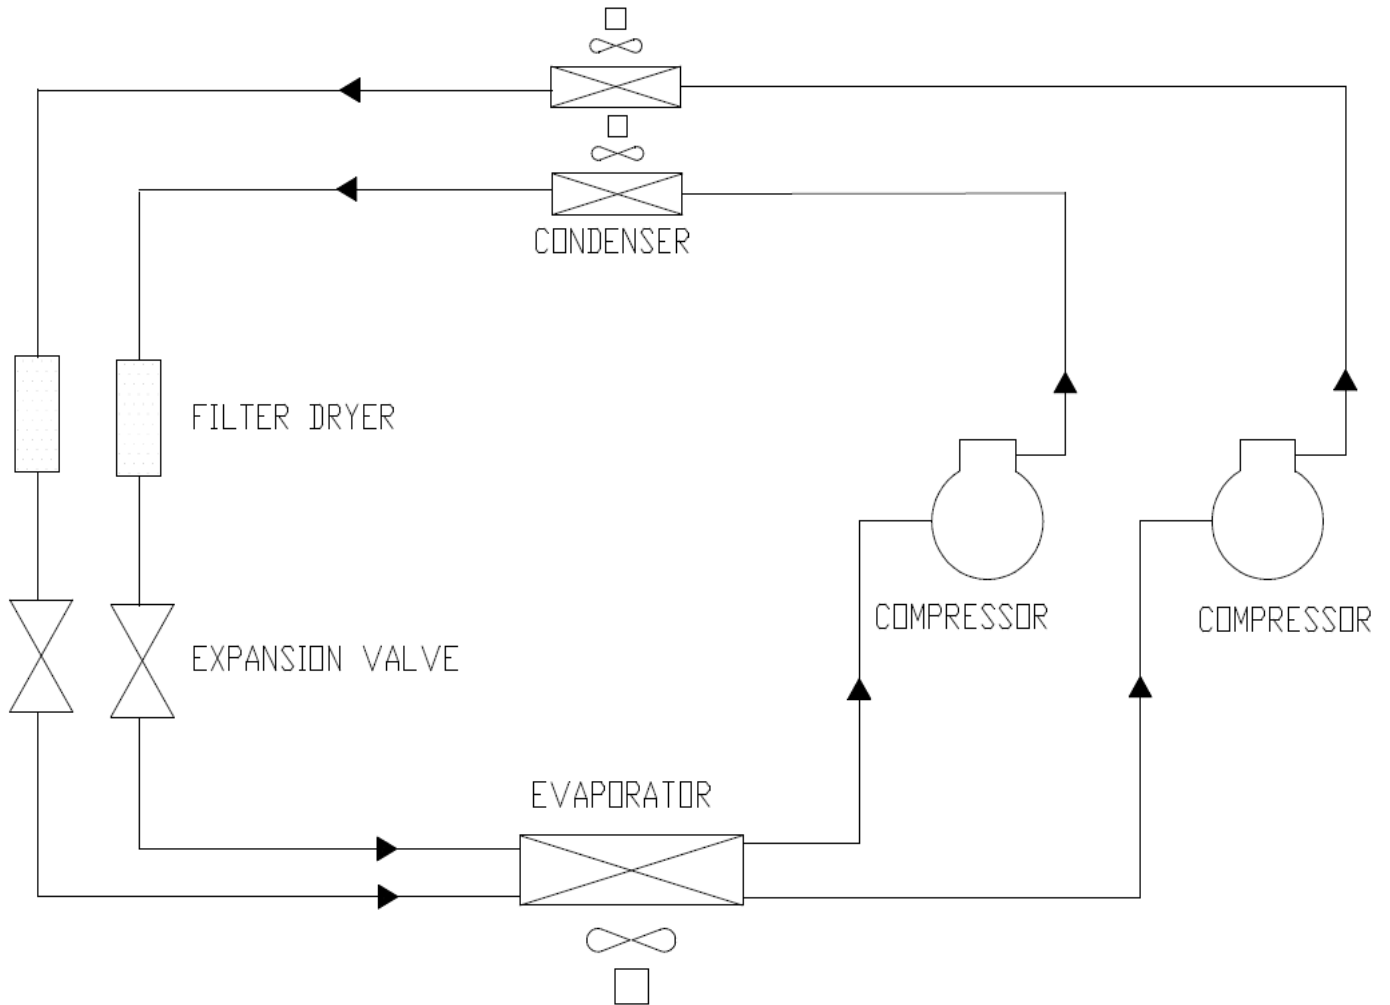 CONDENSER
FILTER DRYER
COMPRESSOR
COMPRESSOR
EXPANSION VALVE
EVAPORATOR